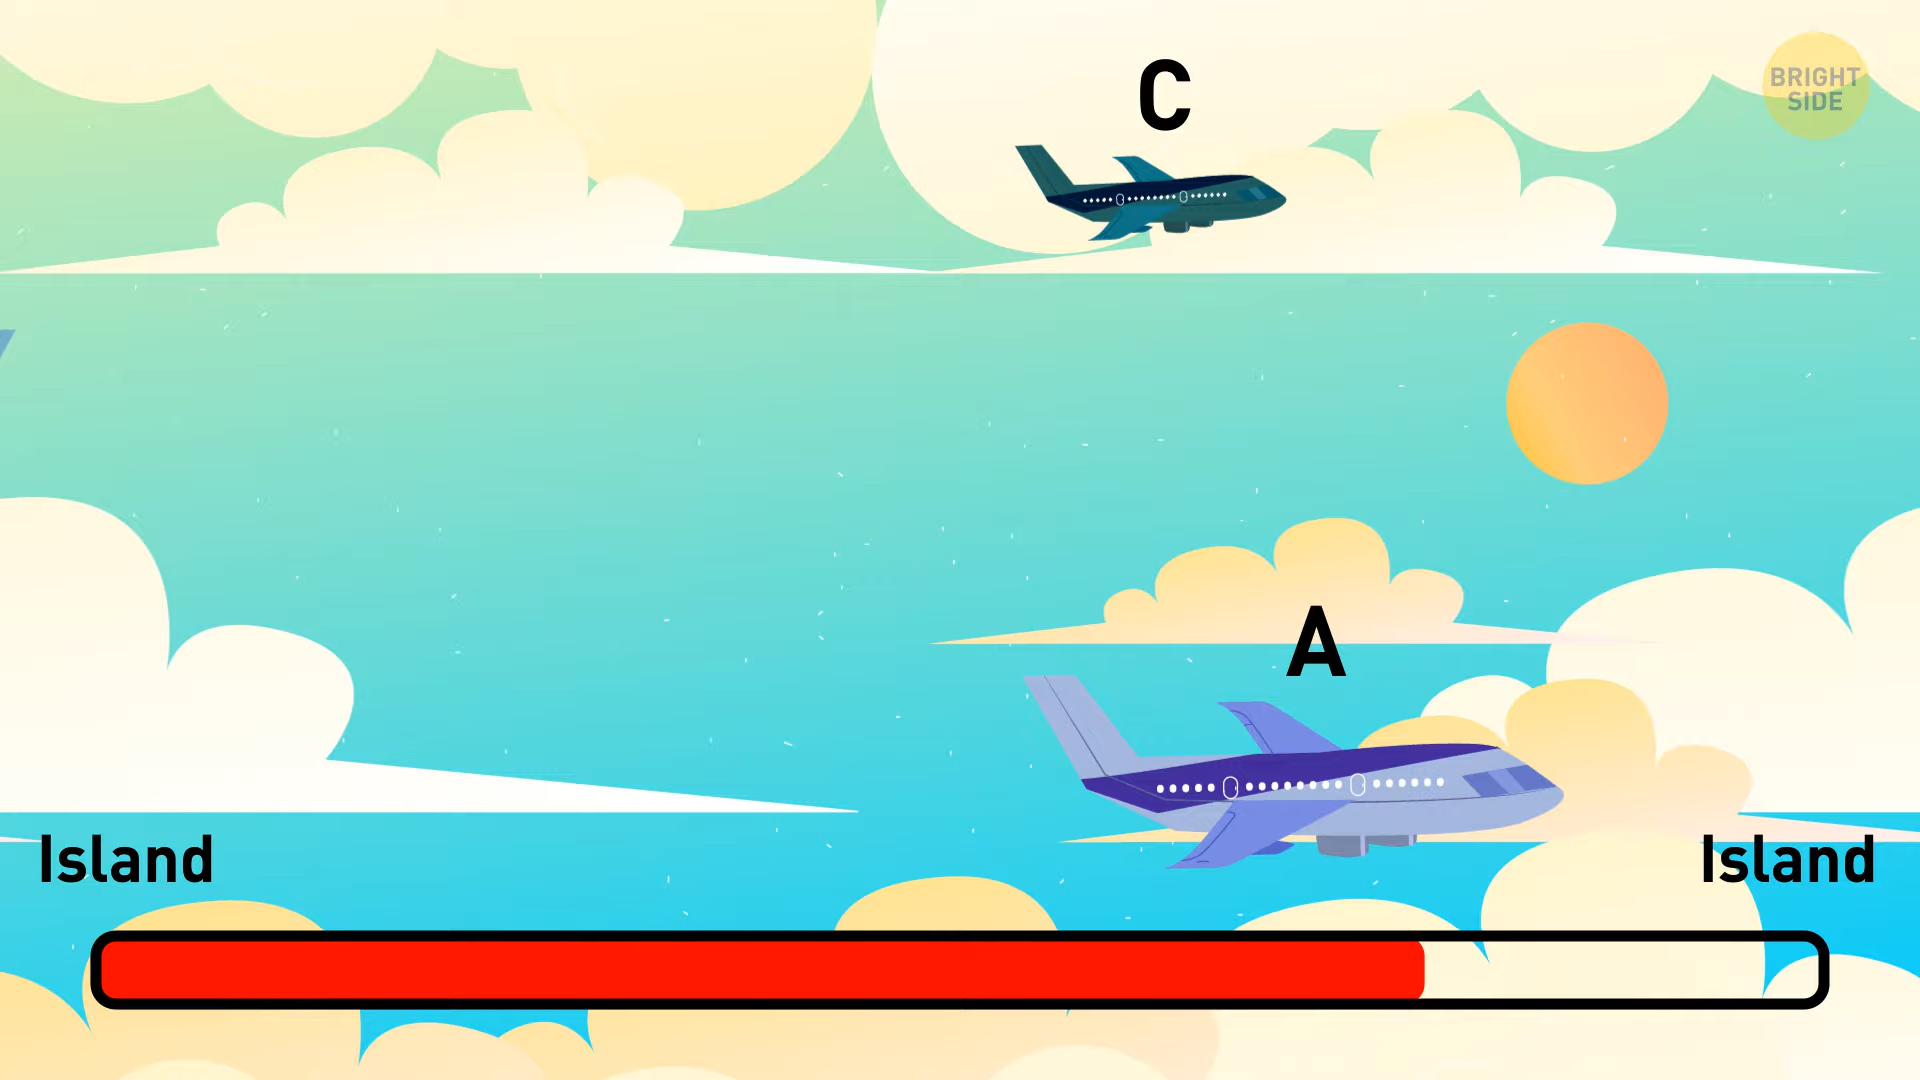 C
BRIGHT
SIDE
A
Island
Island